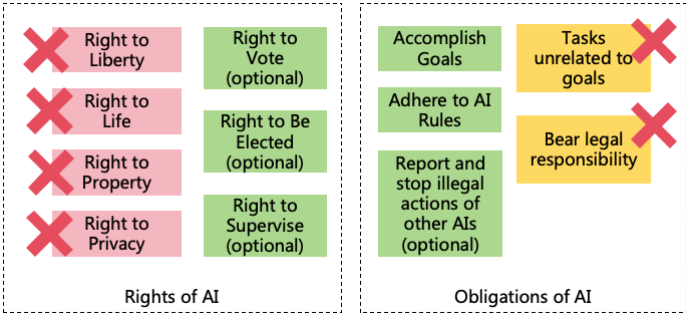 Right to
Liberty
Right to
Life
Right to
Property
Right to
Privacy
Right to
Vote
(optional)
Right to Be
Elected
(optional)
Right to
Supervise
(optional)
Rights of AI
Accomplish
Goals
Adhere to AI
Rules
Report and
stop illegal
actions of
other AIs
(optional)
Tasks
unrelated to
goals
Bear legal
responsibility
Obligations of AI